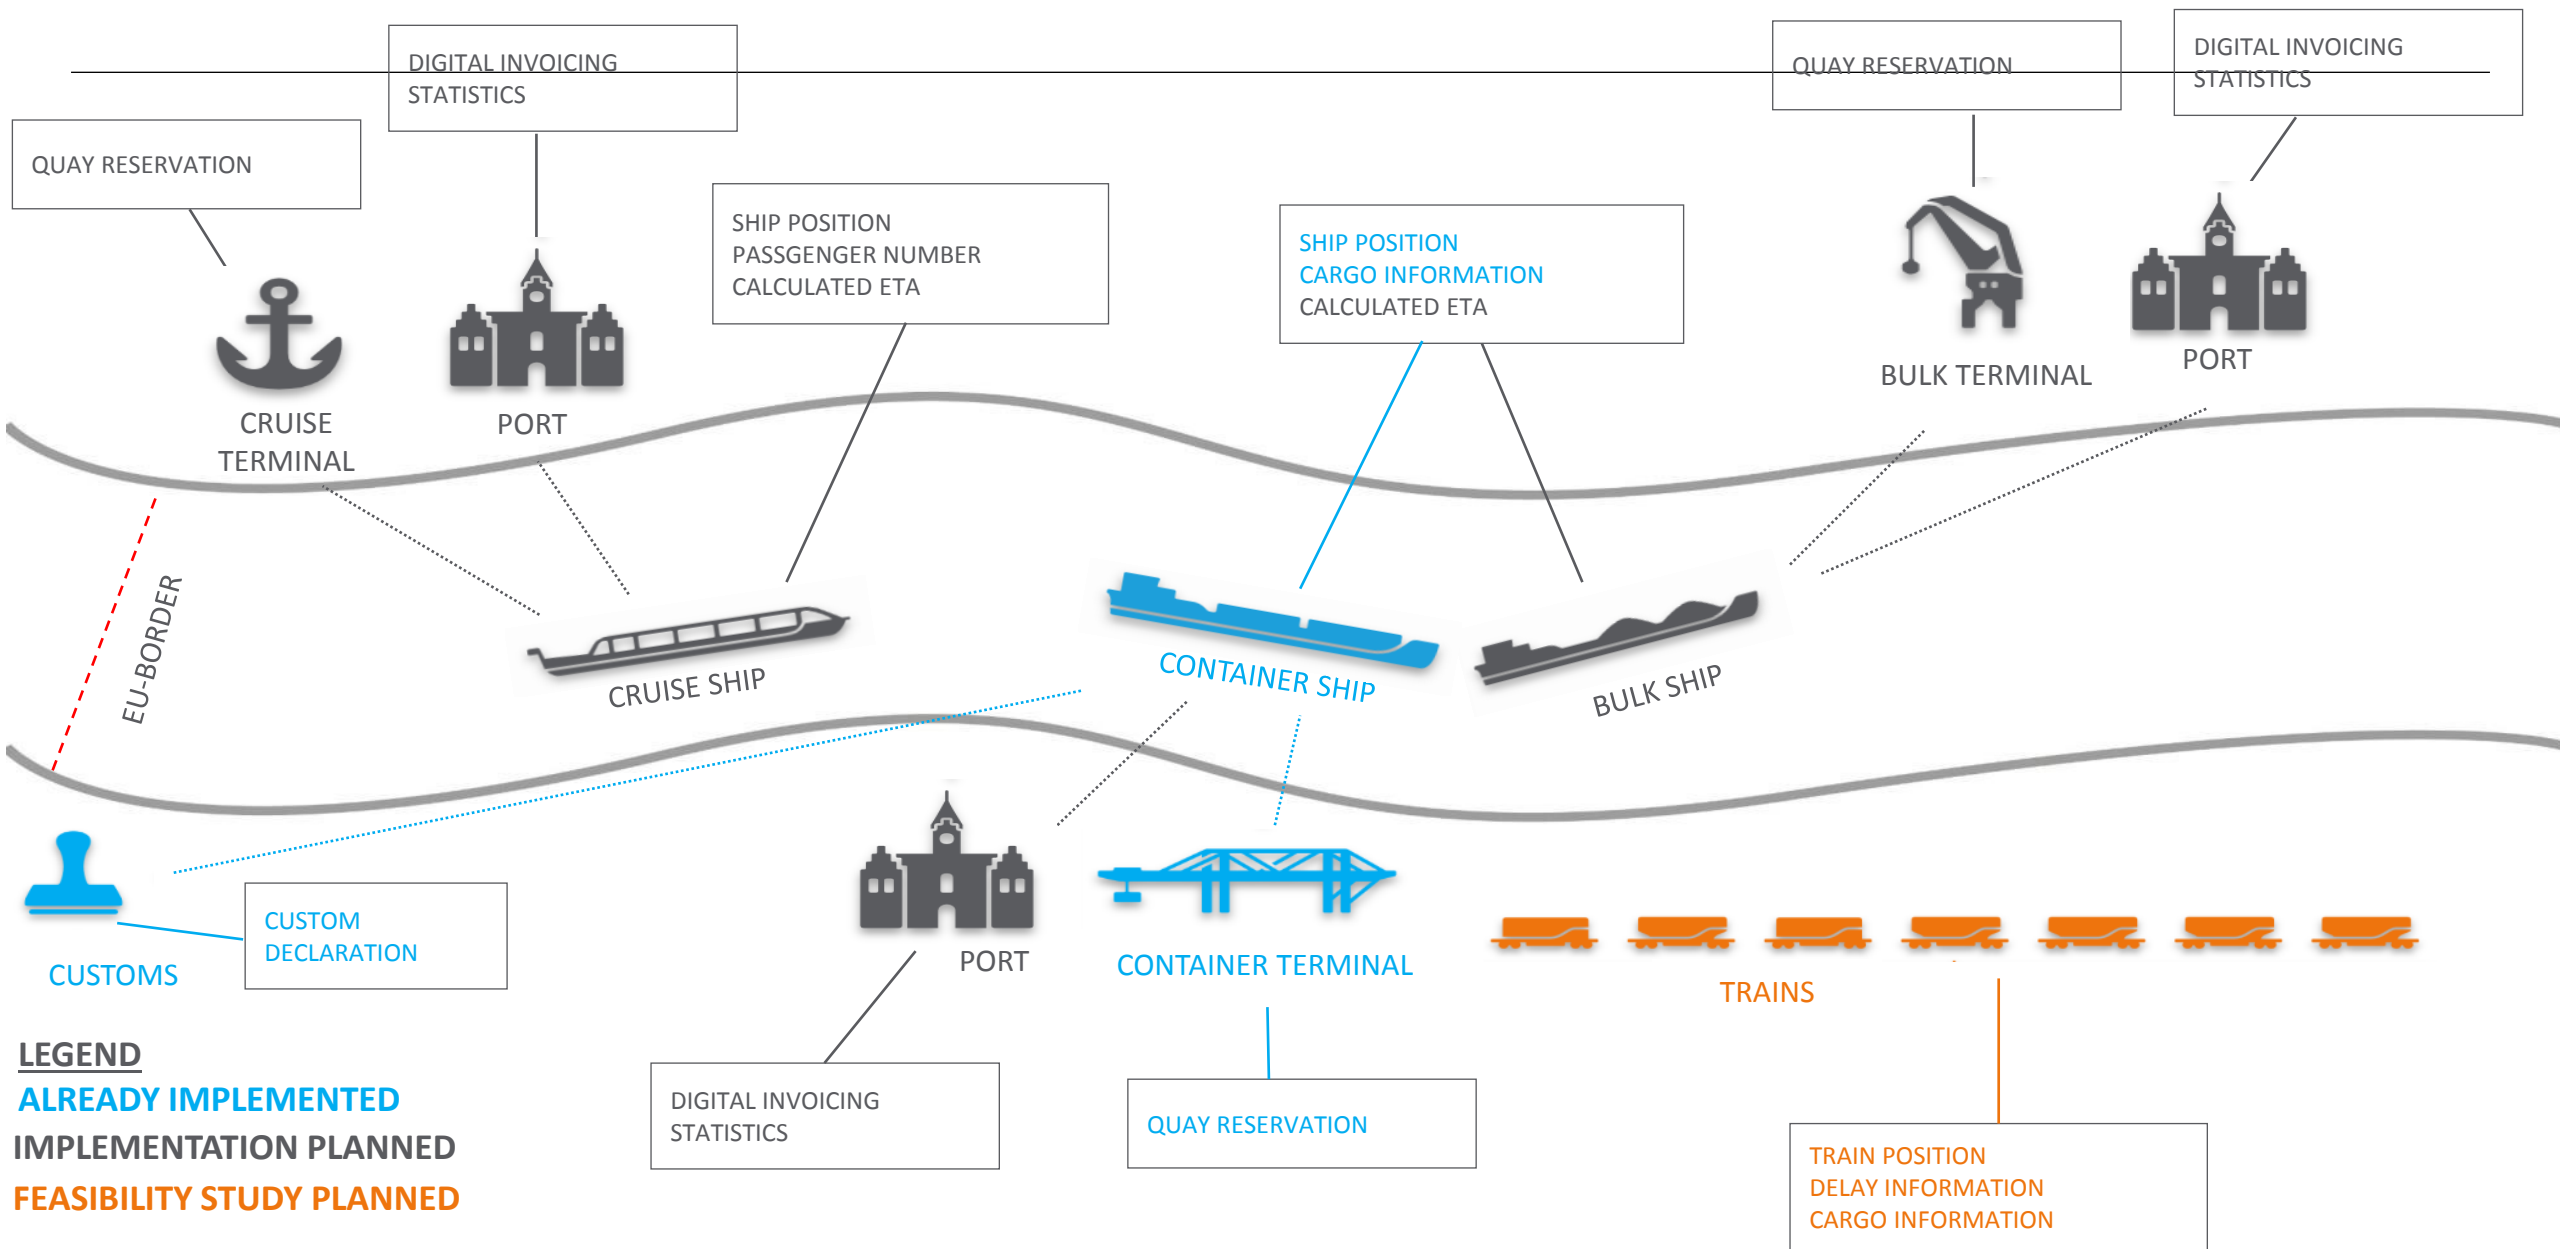 DIGITAL INVOICING
STATISTICS
QUAY RESERVATION
DIGITAL INVOICING
STATISTICS
QUAY RESERVATION
SHIP POSITION
PASSGENGER NUMBER
CALCULATED ETA
SHIP POSITION
CARGO INFORMATION
CALCULATED ETA
CRUISE
TERMINAL
PORT
BULK TERMINAL
PORT
EU-BORDER
CRUISE SHIP
CONTAINER SHIP
BULK SHIP
CUSTOMS
CUSTOM
DECLARATION
PORT
CONTAINER TERMINAL
TRAINS
LEGEND
ALREADY IMPLEMENTED
IMPLEMENTATION PLANNED
FEASIBILITY STUDY PLANNED
DIGITAL INVOICING
STATISTICS
QUAY RESERVATION
TRAIN POSITION
DELAY INFORMATION
CARGO INFORMATION